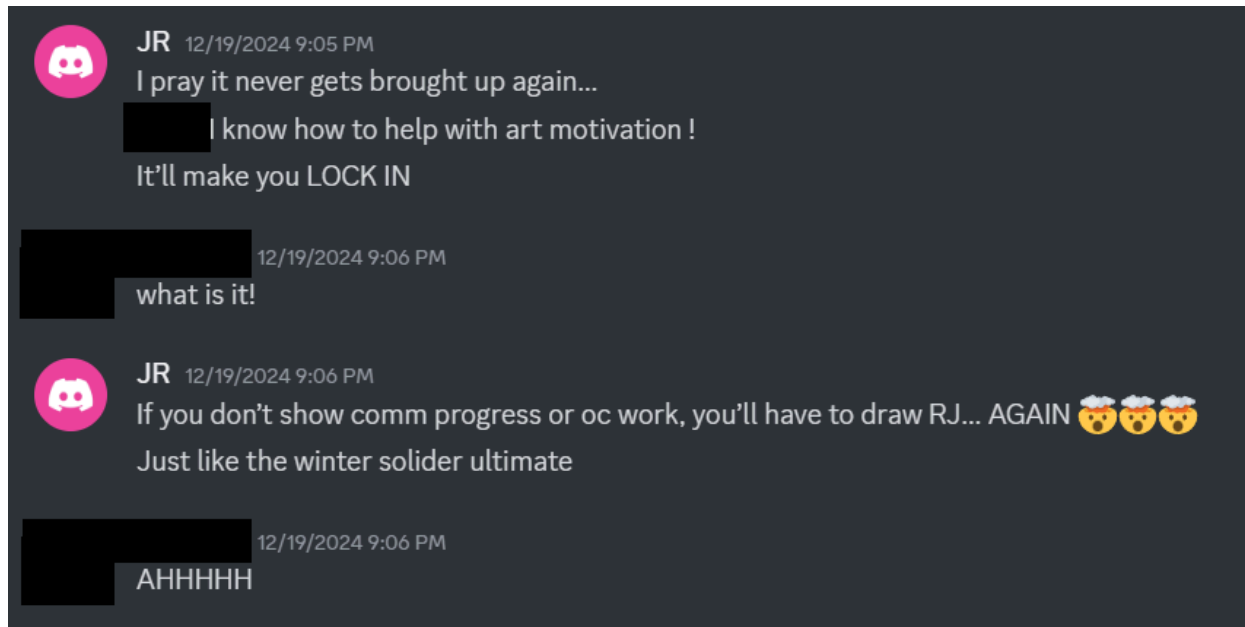 JR 12/19/2024 9:05 PM
I pray it never gets brought up again...
I know how to help with art motivation !
It’ll make you LOCK IN
12/19/2024 9:06 PM
what is it!
JR 12/19/2024 9:06 PM
If you don’t show comm progress or oc work, you’ll have to draw RJ... AGAIN 🤯🤯🤯
Just like the winter solider ultimate
12/19/2024 9:06 PM
AHHHHH